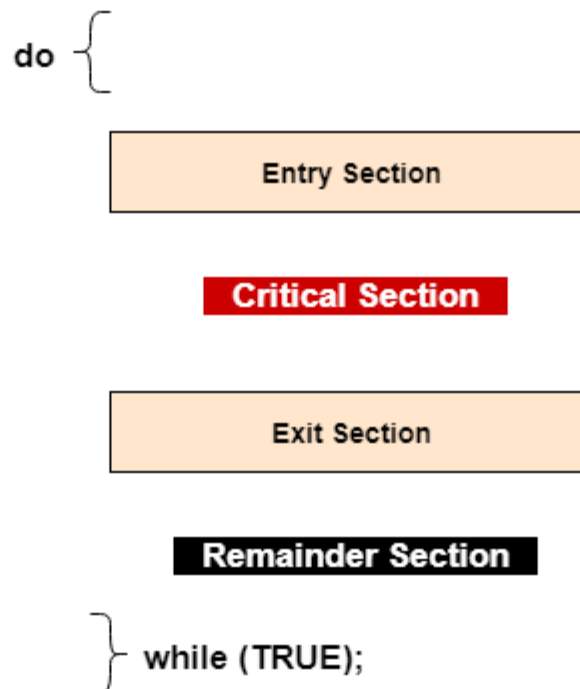 do {
Entry Section
Critical Section
Exit Section
Remainder Section
} while (TRUE);